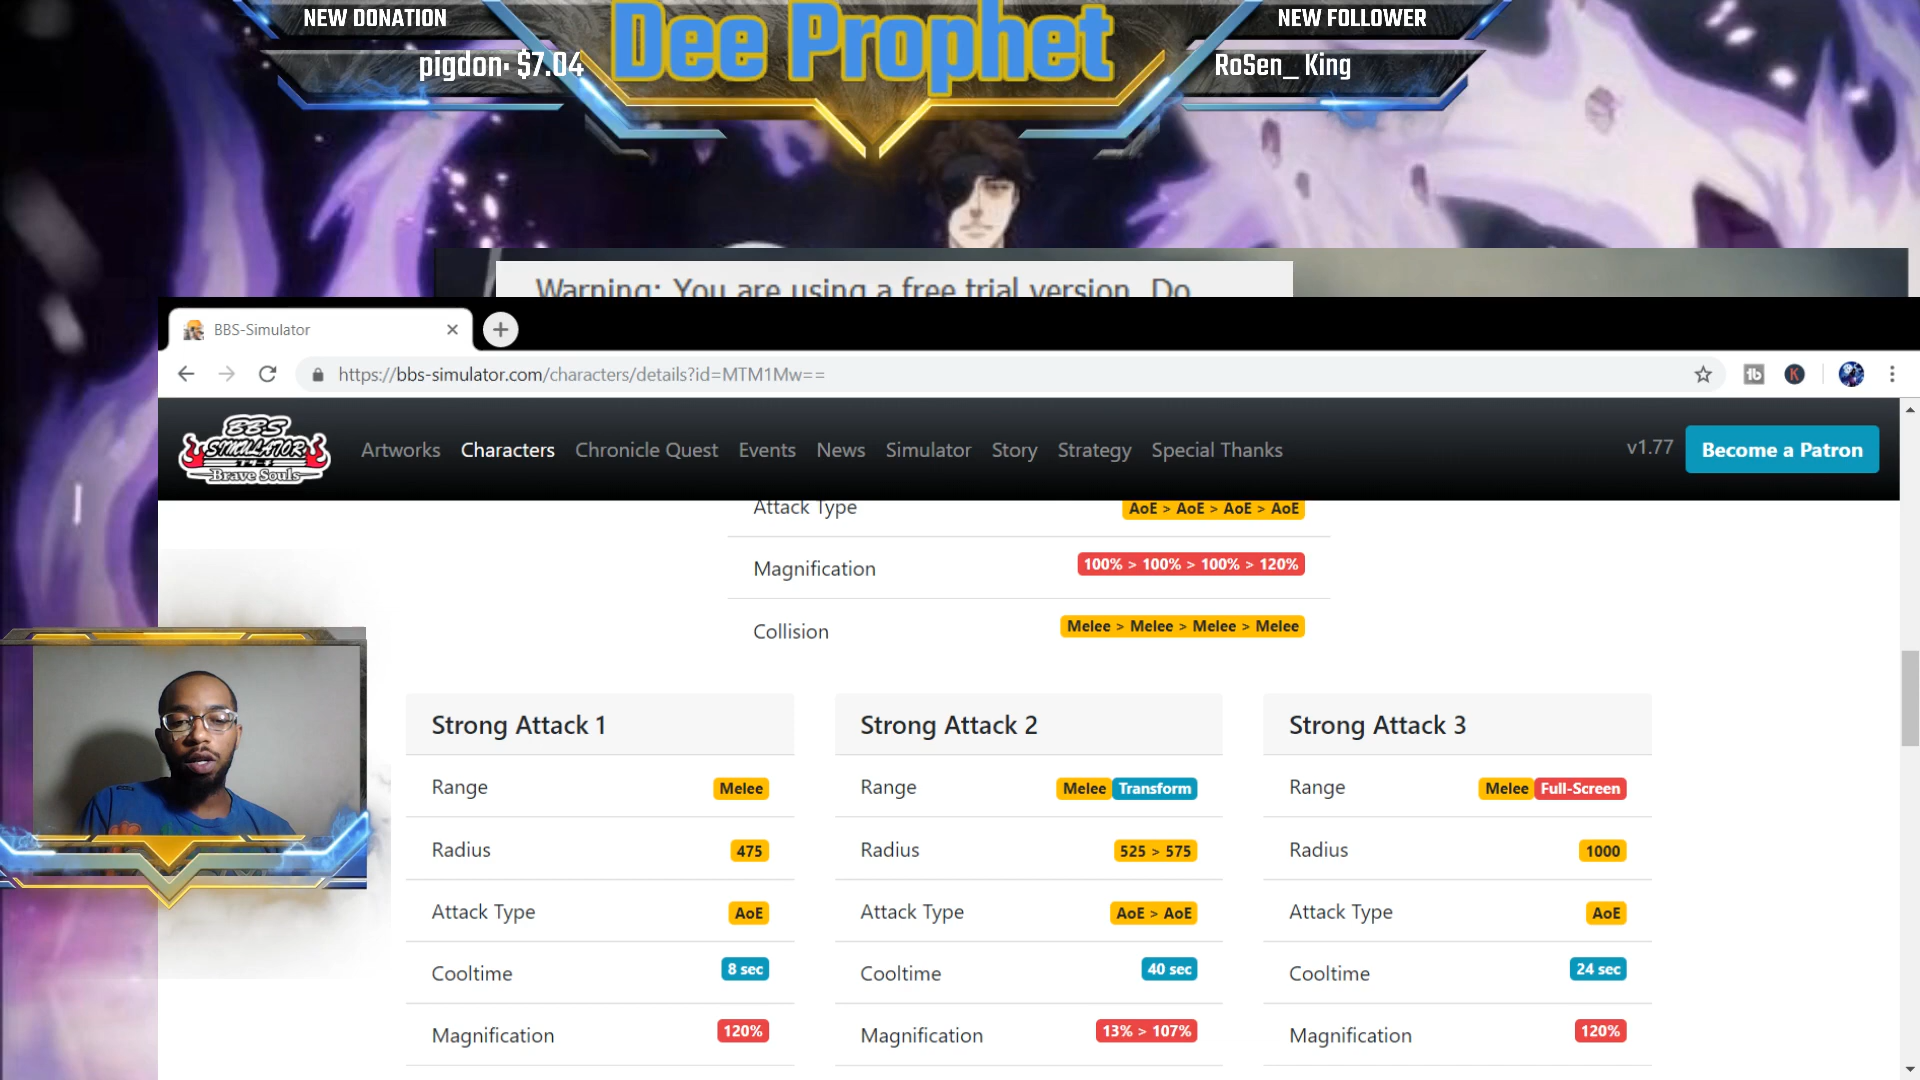 NEW DONATION
pigdon: $7.04
Dee Prophet
NEW FOLLOWER
RoSen_ King
Warning: You are using a free trial version. Do
BBS-Simulator
https://bbs-simulator.com/characters/details?id=MTM1Mw==
BBS
SIMULATOR
Brave Souls
Artworks Characters Chronicle Quest Events News Simulator Story Strategy Special Thanks
v1.77
Become a Patron
Attack Type AoE > AoE > AoE > AoE
Magnification 100% > 100% > 100% > 120%
Collision Melee > Melee > Melee > Melee
Strong Attack 1
Range Melee
Radius 475
Attack Type AoE
Cooltime 8 sec
Magnification 120%
Strong Attack 2
Range Melee Transform
Radius 525 > 575
Attack Type AoE > AoE
Cooltime 40 sec
Magnification 13% > 107%
Strong Attack 3
Range Melee Full-Screen
Radius 1000
Attack Type AoE
Cooltime 24 sec
Magnification 120%